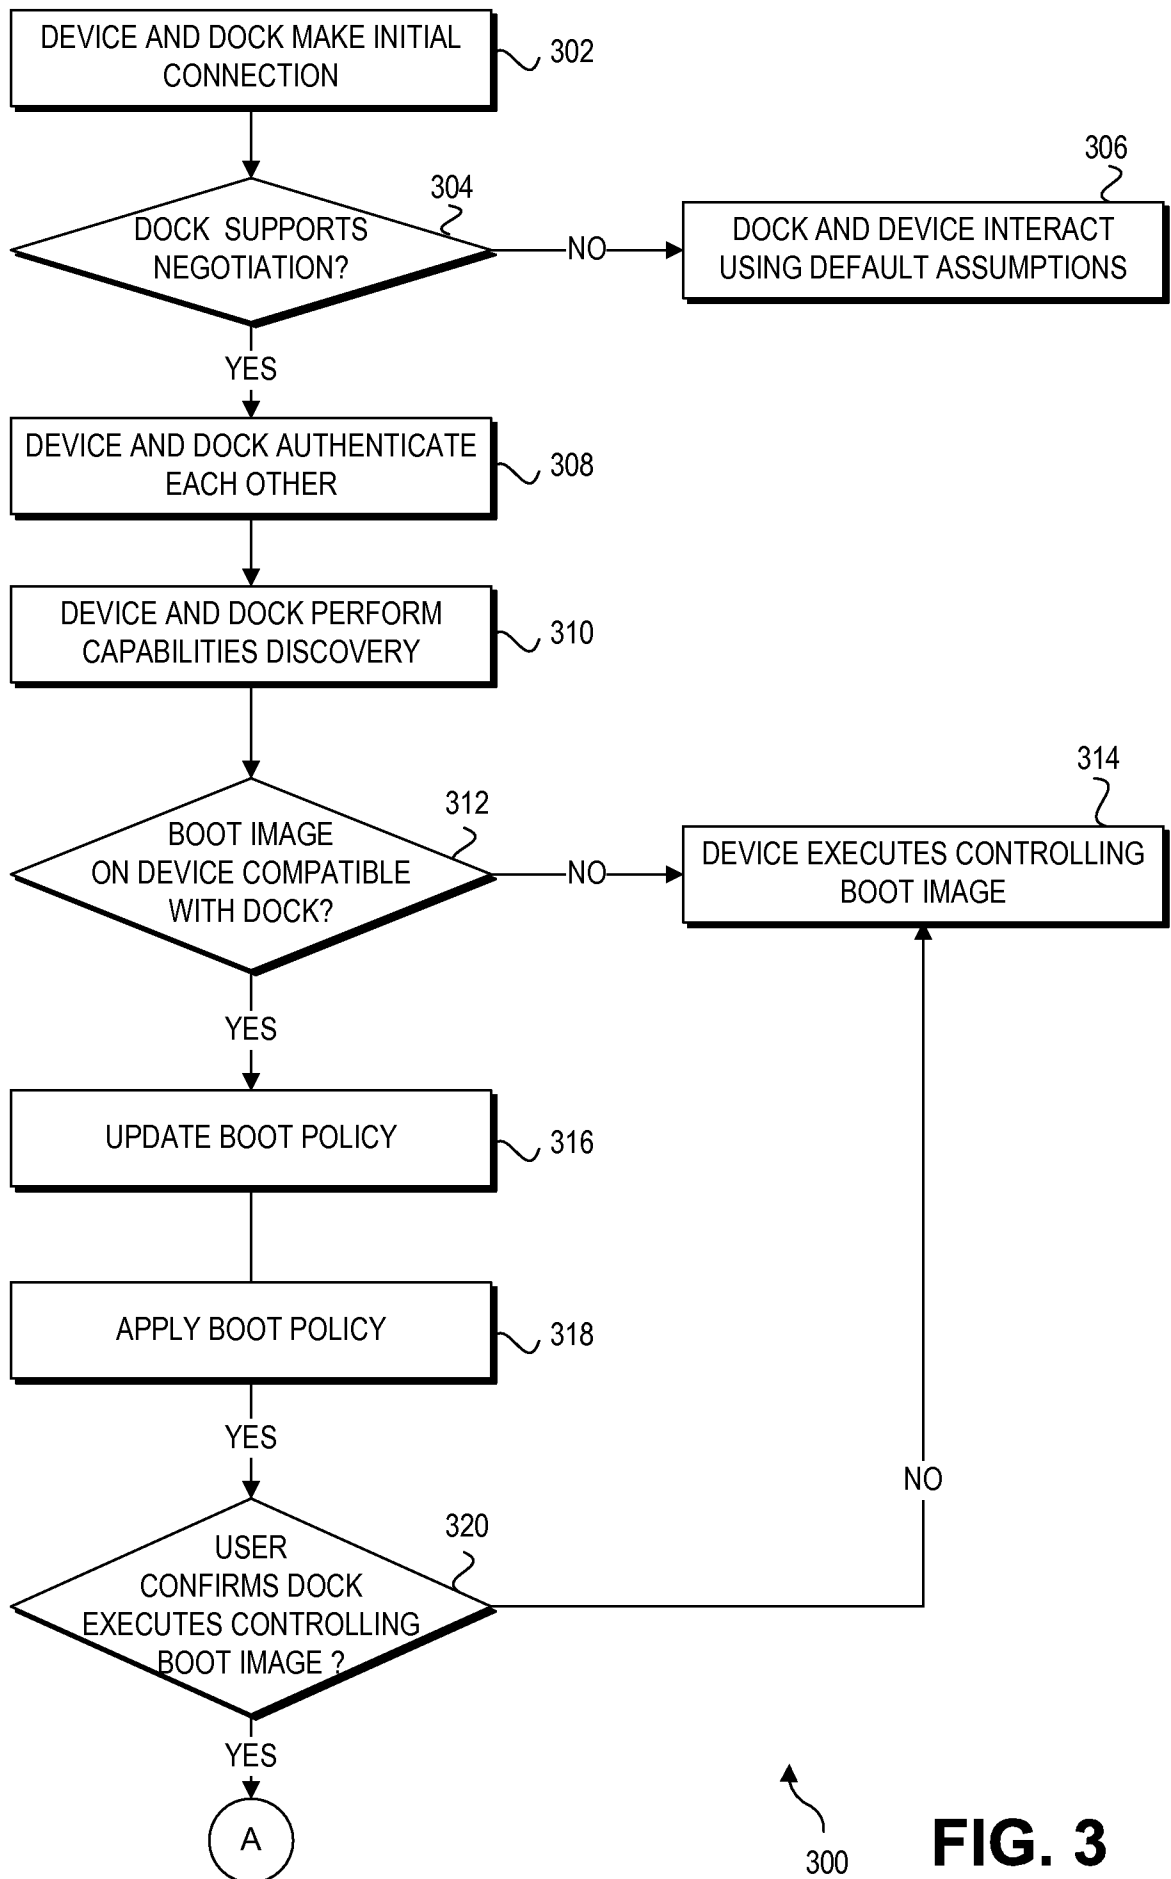 DEVICE AND DOCK MAKE INITIAL
CONNECTION
302
304
DOCK SUPPORTS
NEGOTIATION?
NO
306
DOCK AND DEVICE INTERACT
USING DEFAULT ASSUMPTIONS
YES
DEVICE AND DOCK AUTHENTICATE
EACH OTHER
308
DEVICE AND DOCK PERFORM
CAPABILITIES DISCOVERY
310
312
BOOT IMAGE
ON DEVICE COMPATIBLE
WITH DOCK?
NO
314
DEVICE EXECUTES CONTROLLING
BOOT IMAGE
YES
UPDATE BOOT POLICY
316
APPLY BOOT POLICY
318
YES
NO
320
USER
CONFIRMS DOCK
EXECUTES CONTROLLING
BOOT IMAGE ?
YES
A
300
FIG. 3